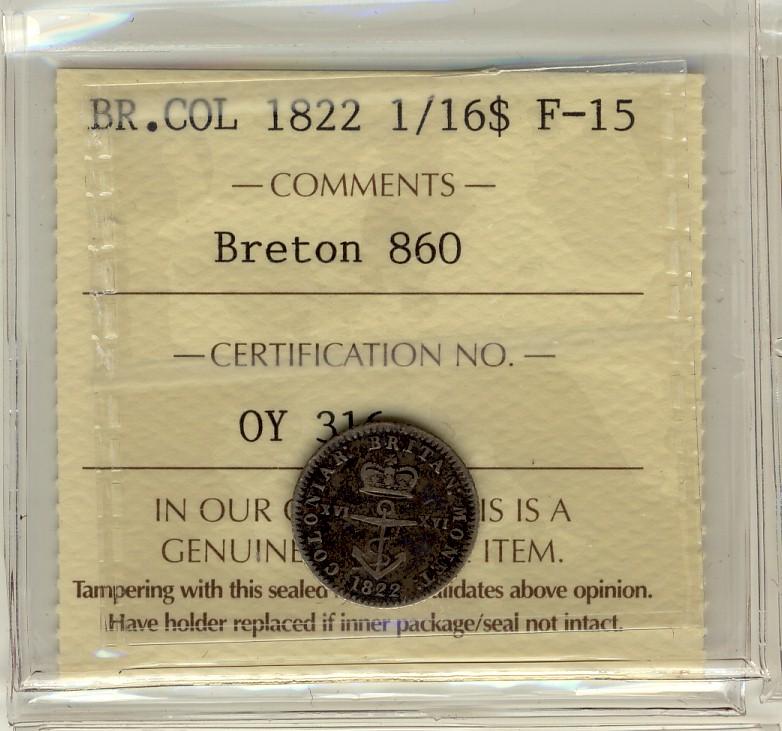 BR.COL 1822 1/16$ F-15
— COMMENTS —
Breton 860
— CERTIFICATION NO. —
OY 316
IN OUR IS IS A
GENUINE ITEM.
Tampering with this sealed above opinion.
Have holder replaced if inner package/seal not intact.
COLONIAR BRITAN MONET
XVI XVI
1822